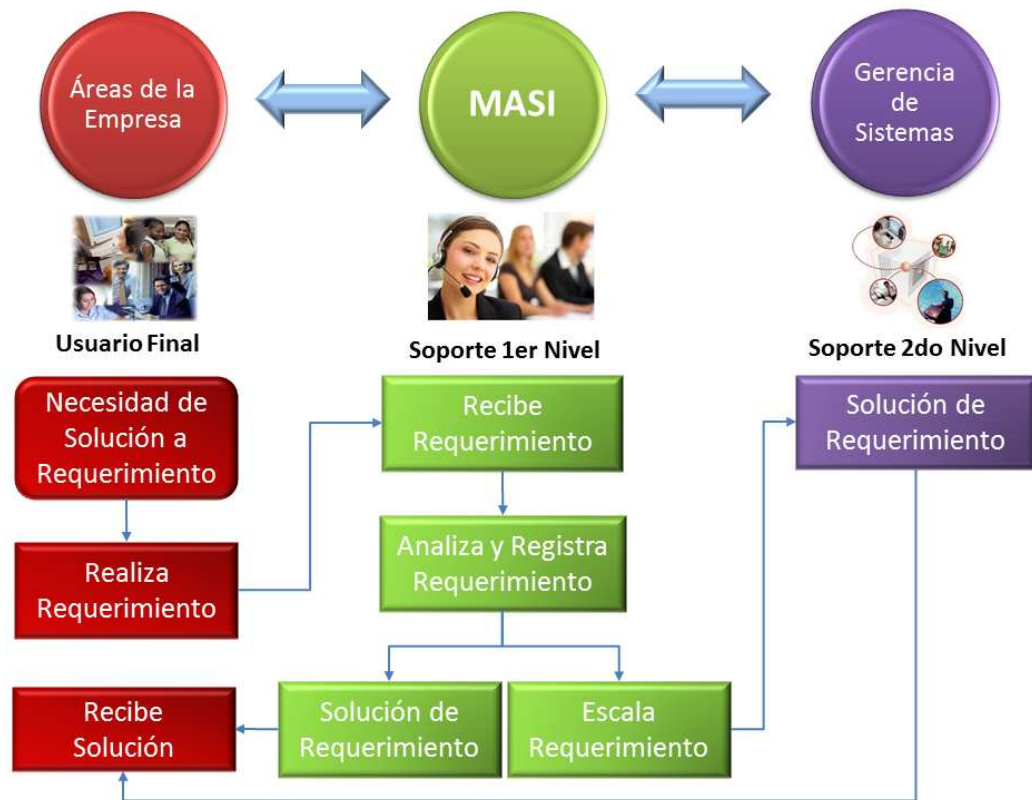 Áreas de la
Empresa
MASI
Gerencia
de
Sistemas
Usuario Final
Soporte 1er Nivel
Soporte 2do Nivel
Necesidad de
Solución a
Requerimiento
Recibe
Requerimiento
Solución de
Requerimiento
Realiza
Requerimiento
Analiza y Registra
Requerimiento
Recibe
Solución
Solución de
Requerimiento
Escala
Requerimiento